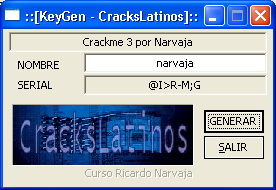 ::[KeyGen - CracksLatinos]::
Crackme 3 por Narvaja
NOMBRE narvaja
SERIAL @I>R-M;G
CracksLatinos
GENERAR
SALIR
Curso Ricardo Narvaja